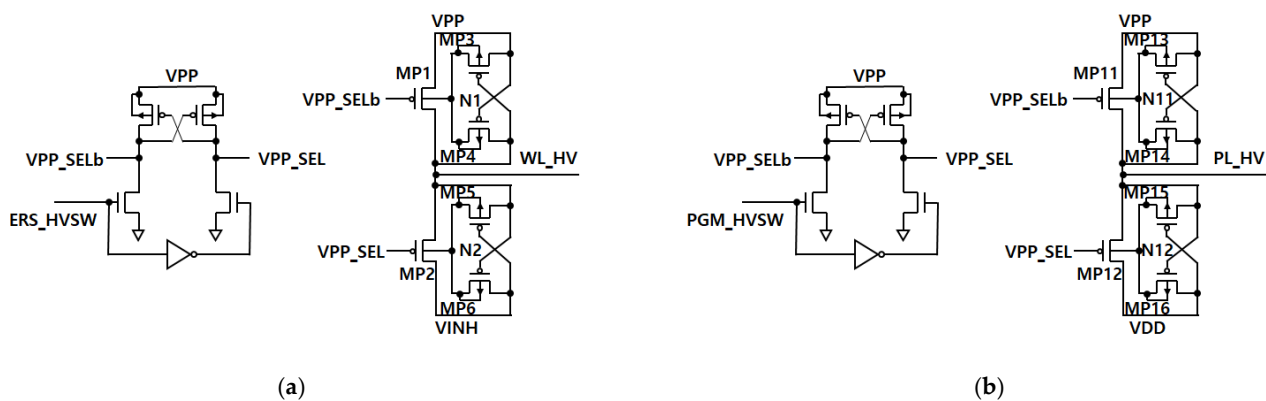 VPP
VPP_SELb
VPP_SEL
ERS_HVSW
VPP
MP3
MP1
VPP_SELb
N1
MP4
WL_HV
MP5
VPP_SEL
N2
MP2
MP6
VINH
(a)
VPP
VPP_SELb
VPP_SEL
PGM_HVSW
VPP
MP13
MP11
VPP_SELb
N11
MP14
PL_HV
MP15
VPP_SEL
N12
MP12
MP16
VDD
(b)